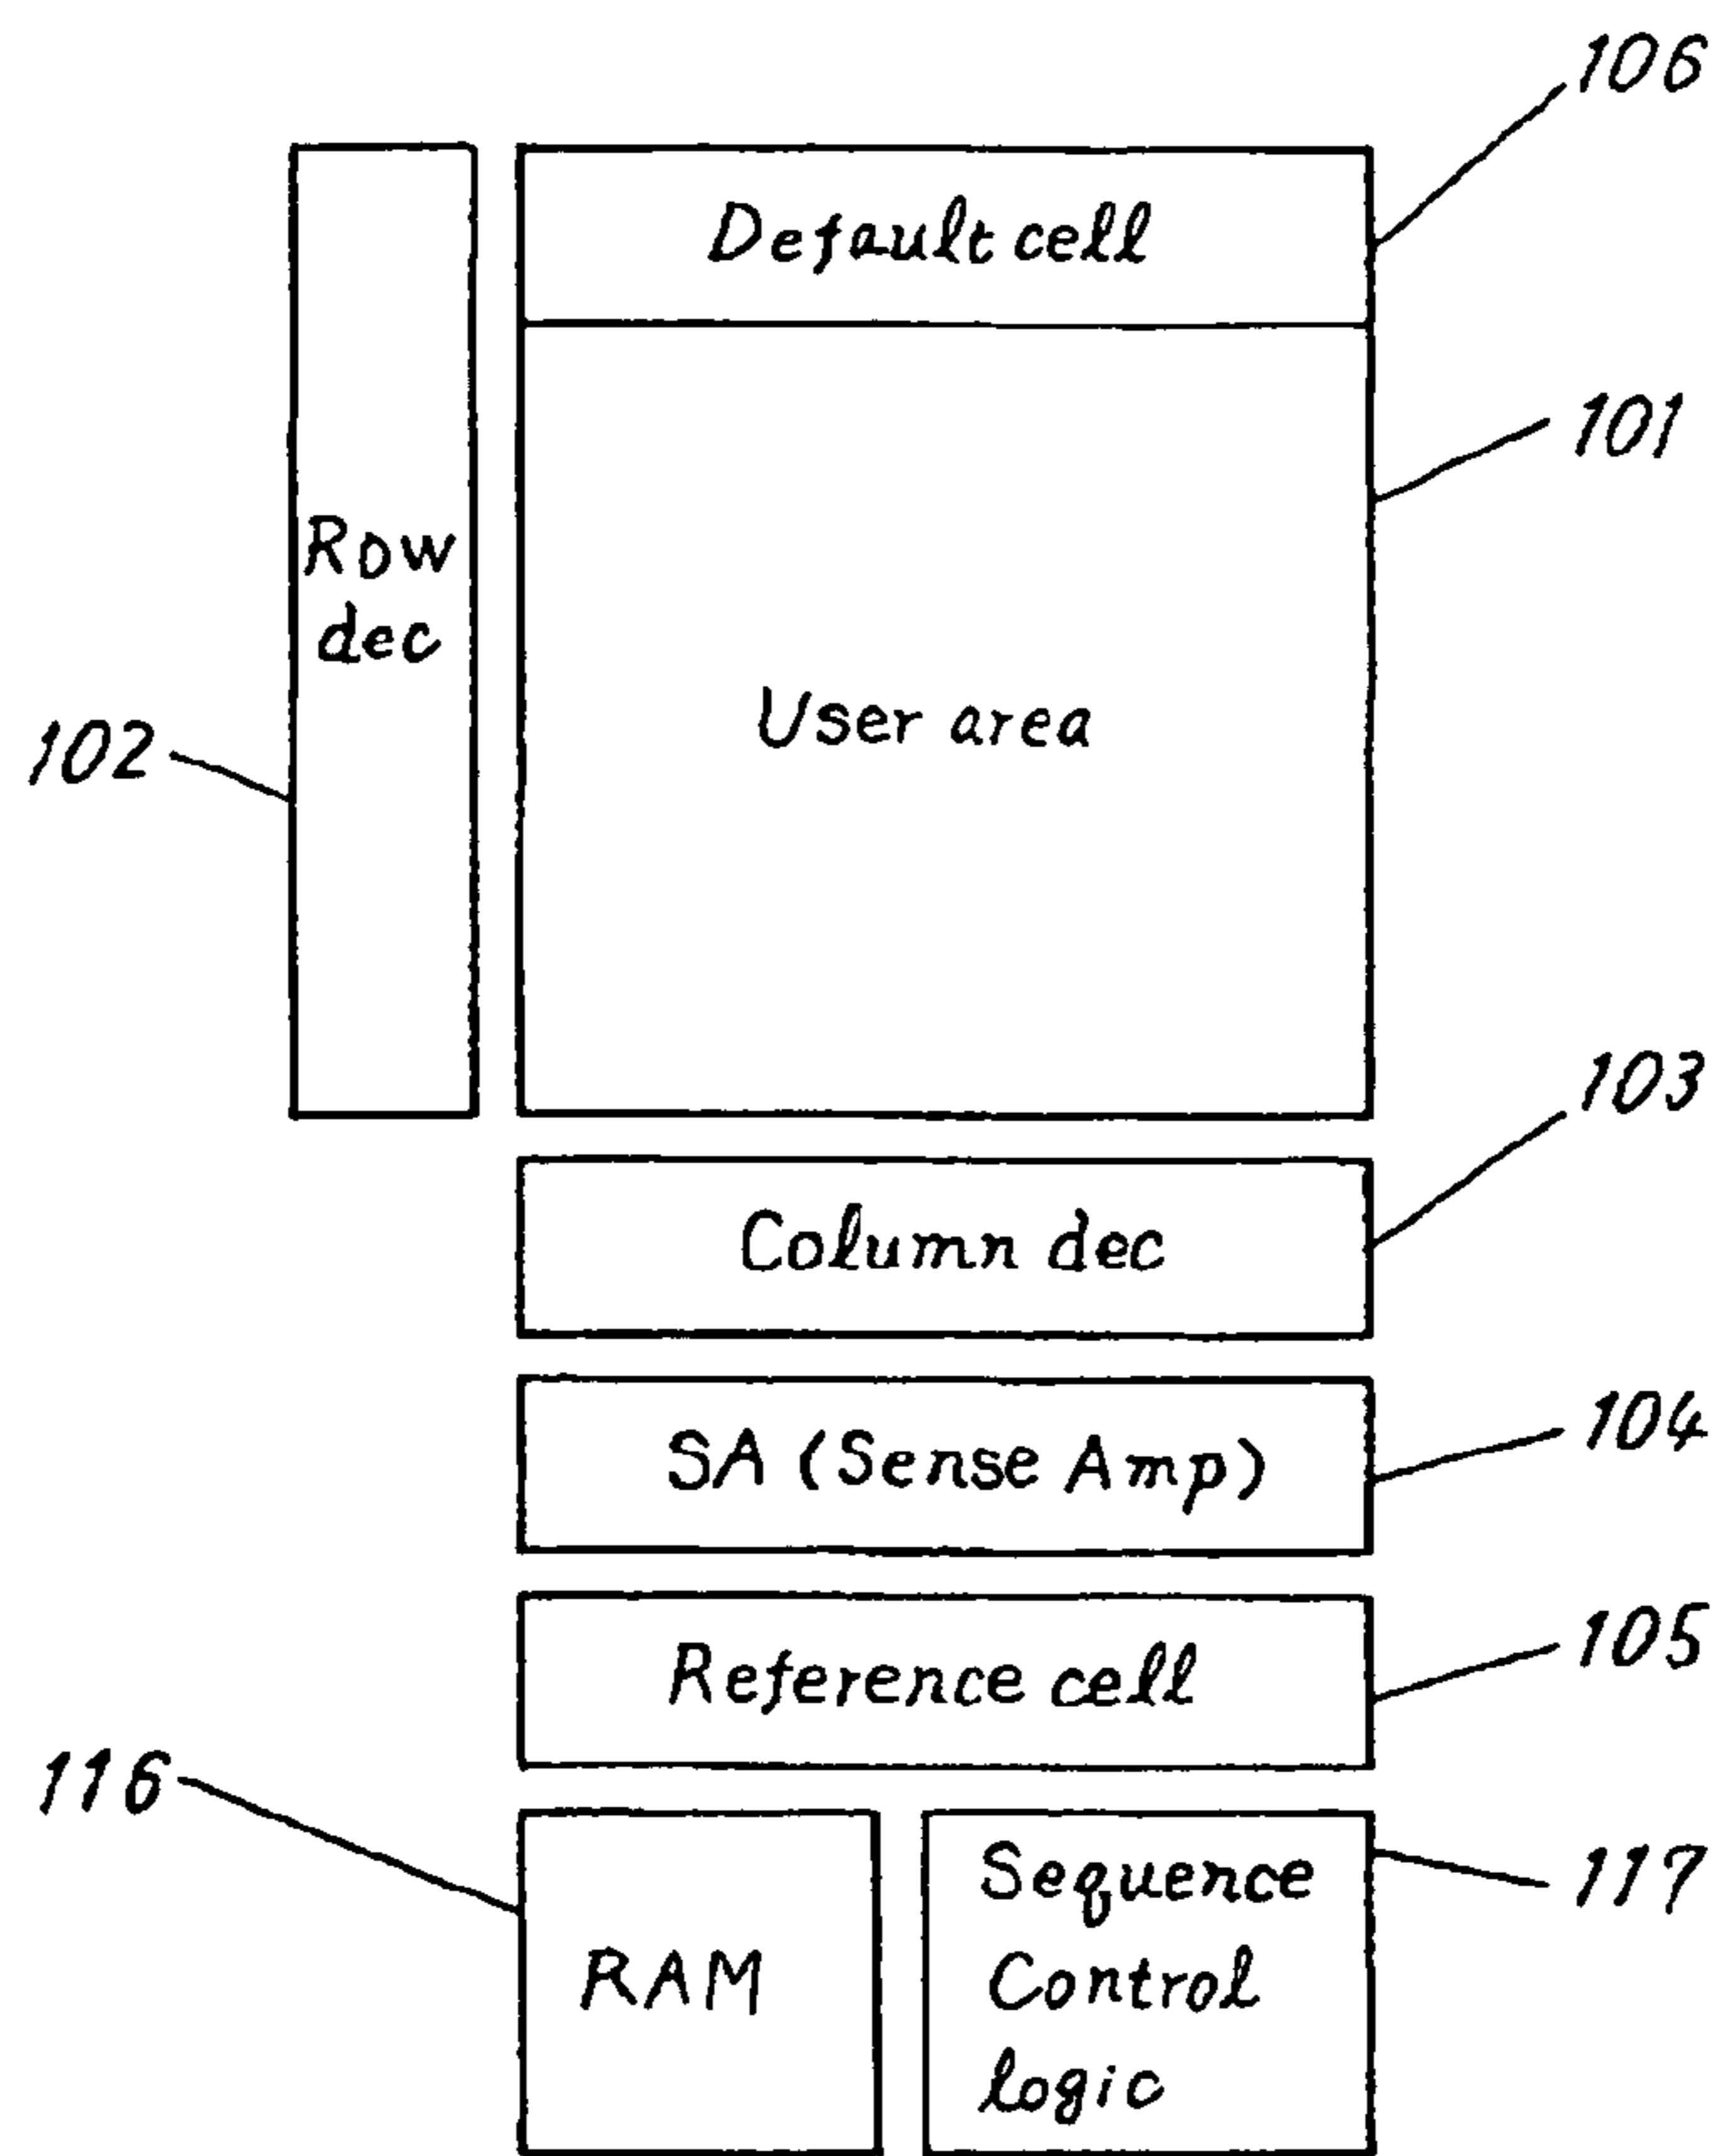 106
Default cell
101
Row
dec
User area
102
103
Column dec
104
SA (Sense Amp)
105
Reference cell
116
117
RAM
Sequence
Control
logic